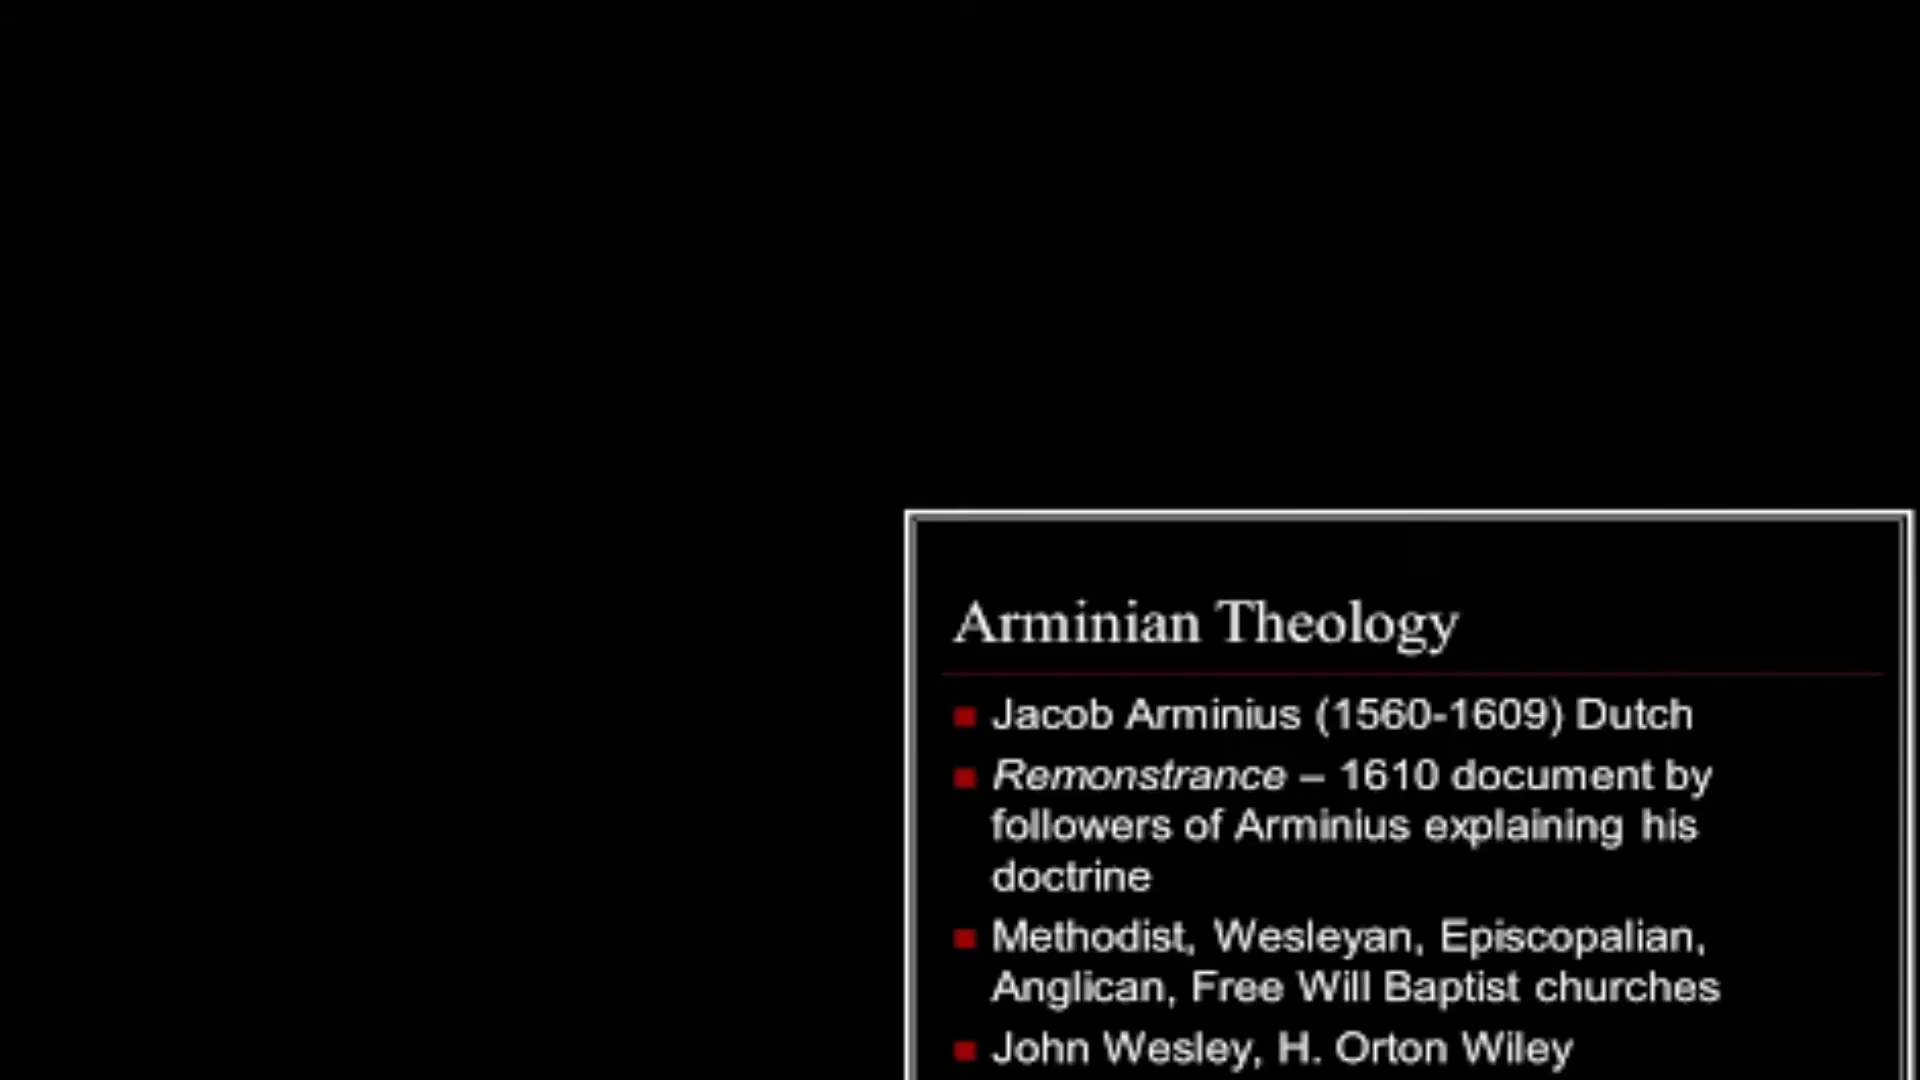 Arminian Theology
Jacob Arminius (1560-1609) Dutch
Remonstrance – 1610 document by
followers of Arminius explaining his
doctrine
Methodist, Wesleyan, Episcopalian,
Anglican, Free Will Baptist churches
John Wesley, H. Orton Wiley